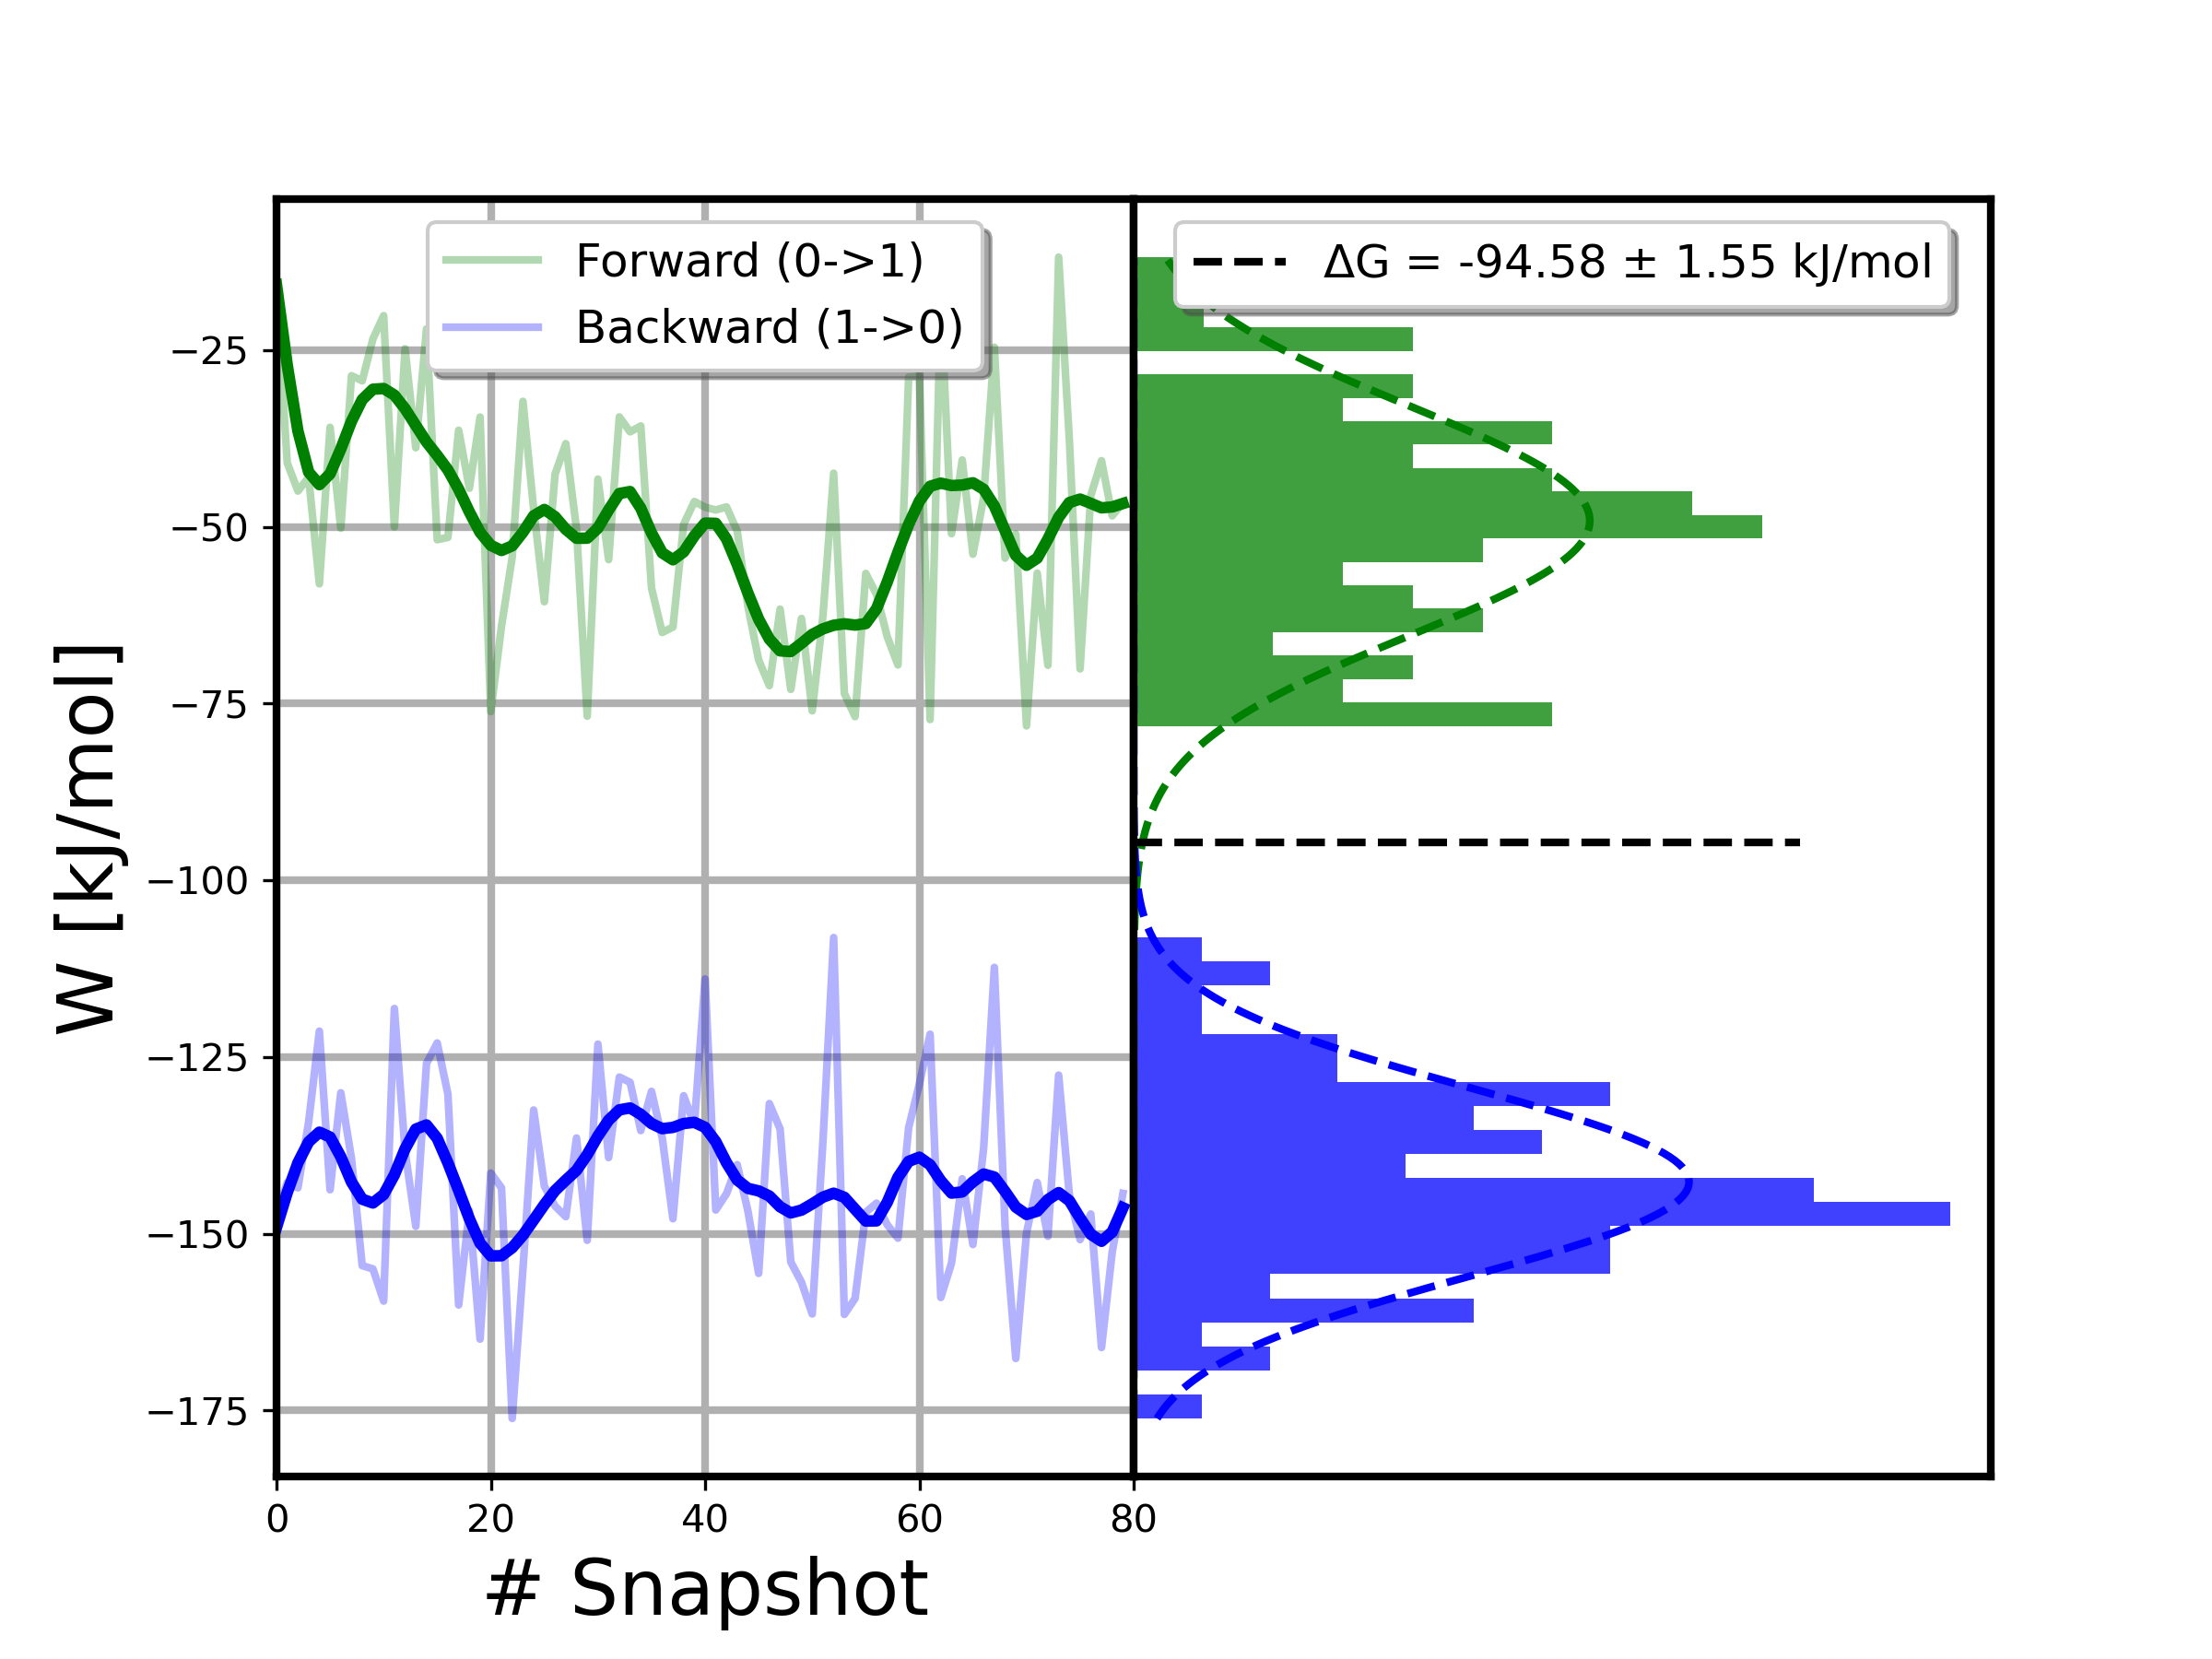 Forward (0->1)
Backward (1->0)
ΔG = -94.58 ± 1.55 kJ/mol
W [kJ/mol]
−25
−50
−75
−100
−125
−150
−175
0 20 40 60 80
# Snapshot